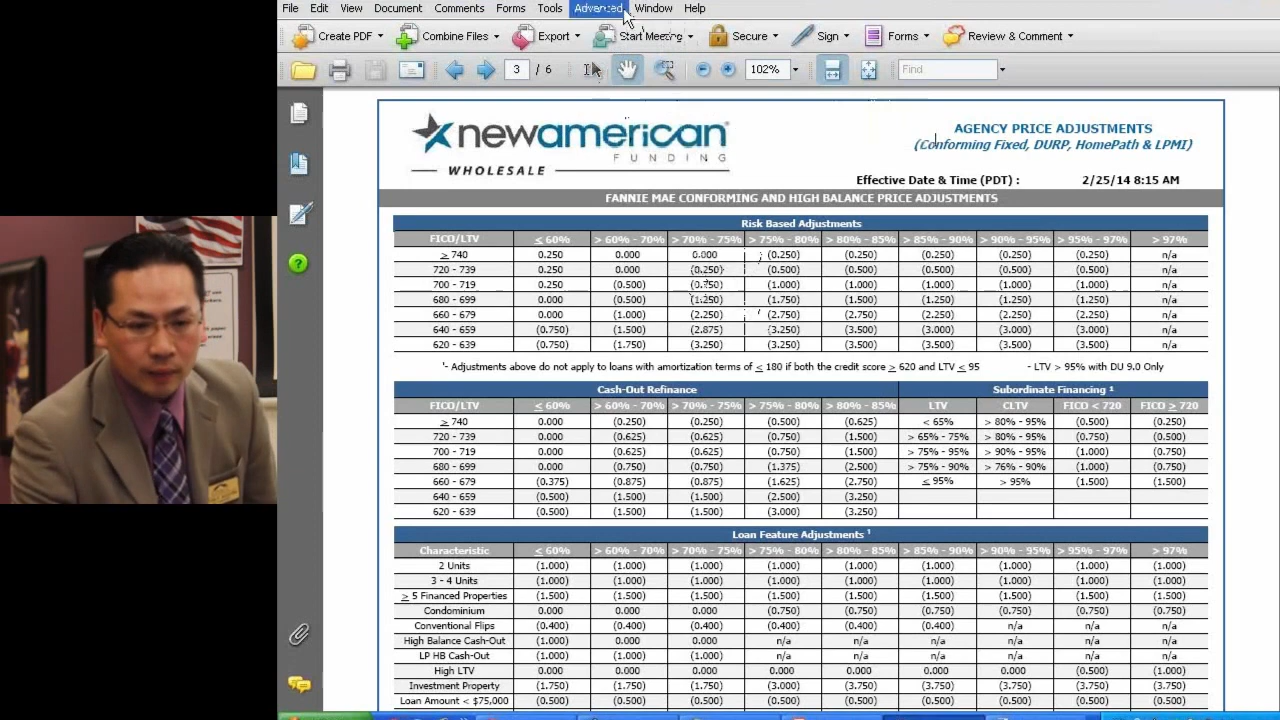 File Edit View Document Comments Forms Tools Advanced Window Help
Create PDF Combine Files Export Start Meeting Secure Sign Forms Review & Comment
3 / 6 102% Find
newamerican
FUNDING
WHOLESALE
AGENCY PRICE ADJUSTMENTS
(Conforming Fixed, DURP, HomePath & LPMI)
Effective Date & Time (PDT) : 2/25/14 8:15 AM
FANNIE MAE CONFORMING AND HIGH BALANCE PRICE ADJUSTMENTS
Risk Based Adjustments
FICO/LTV ≤ 60% > 60% - 70% > 70% - 75% > 75% - 80% > 80% - 85% > 85% - 90% > 90% - 95% > 95% - 97% > 97%
≥ 740 0.250 0.000 0.000 (0.250) (0.250) (0.250) (0.250) (0.250) n/a
720 - 739 0.250 0.000 (0.250) (0.500) (0.500) (0.500) (0.500) (0.500) n/a
700 - 719 0.250 (0.500) (0.750) (1.000) (1.000) (1.000) (1.000) (1.000) n/a
680 - 699 0.000 (0.500) (1.250) (1.750) (1.500) (1.250) (1.250) (1.250) n/a
660 - 679 0.000 (1.000) (2.250) (2.750) (2.750) (2.250) (2.250) (2.250) n/a
640 - 659 (0.750) (1.500) (2.875) (3.250) (3.500) (3.000) (3.000) (3.000) n/a
620 - 639 (0.750) (1.750) (3.250) (3.250) (3.500) (3.500) (3.500) (3.500) n/a
¹- Adjustments above do not apply to loans with amortization terms of ≤ 180 if both the credit score ≥ 620 and LTV ≤ 95 - LTV > 95% with DU 9.0 Only
Cash-Out Refinance Subordinate Financing ¹
FICO/LTV ≤ 60% > 60% - 70% > 70% - 75% > 75% - 80% > 80% - 85% LTV CLTV FICO < 720 FICO ≥ 720
≥ 740 0.000 (0.250) (0.250) (0.500) (0.625) < 65% > 80% - 95% (0.500) (0.250)
720 - 739 0.000 (0.625) (0.625) (0.750) (1.500) > 65% - 75% > 80% - 95% (0.750) (0.500)
700 - 719 0.000 (0.625) (0.625) (0.750) (1.500) > 75% - 95% > 90% - 95% (1.000) (0.750)
680 - 699 0.000 (0.750) (0.750) (1.375) (2.500) > 75% - 90% > 76% - 90% (1.000) (0.750)
660 - 679 (0.375) (0.875) (0.875) (1.625) (2.750) ≤ 95% > 95% (1.500) (1.500)
640 - 659 (0.500) (1.500) (1.500) (2.500) (3.250)
620 - 639 (0.500) (1.500) (1.500) (3.000) (3.250)
Loan Feature Adjustments ¹
Characteristic ≤ 60% > 60% - 70% > 70% - 75% > 75% - 80% > 80% - 85% > 85% - 90% > 90% - 95% > 95% - 97% > 97%
2 Units (1.000) (1.000) (1.000) (1.000) (1.000) (1.000) (1.000) (1.000) (1.000)
3 - 4 Units (1.000) (1.000) (1.000) (1.000) (1.000) (1.000) (1.000) (1.000) (1.000)
≥ 5 Financed Properties (1.500) (1.500) (1.500) (1.500) (1.500) (1.500) (1.500) (1.500) (1.500)
Condominium 0.000 0.000 0.000 (0.750) (0.750) (0.750) (0.750) (0.750) (0.750)
Conventional Flips (0.400) (0.400) (0.400) (0.400) (0.400) (0.400) n/a n/a n/a
High Balance Cash-Out (1.000) 0.000 0.000 n/a n/a n/a n/a n/a n/a
LP HB Cash-Out (1.000) (1.000) (1.000) n/a n/a n/a n/a n/a n/a
High LTV 0.000 0.000 0.000 0.000 0.000 0.000 0.000 (0.500) (1.000)
Investment Property (1.750) (1.750) (1.750) (3.000) (3.750) (3.750) (3.750) (3.750) (3.750)
Loan Amount < $75,000 (0.500) (0.500) (0.500) (0.500) (0.500) (0.500) (0.500) (0.500) (0.500)